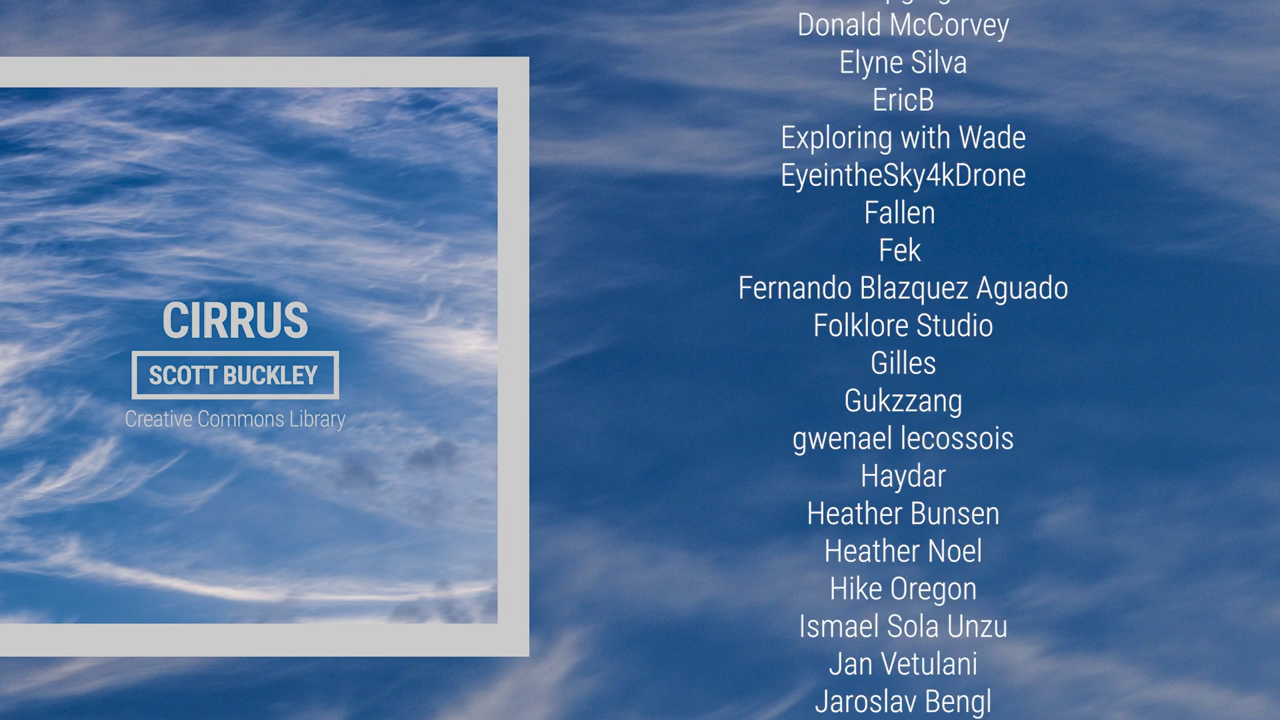 CIRRUS
SCOTT BUCKLEY
Creative Commons Library
Donald McCorvey
Elyne Silva
EricB
Exploring with Wade
EyeintheSky4kDrone
Fallen
Fek
Fernando Blazquez Aguado
Folklore Studio
Gilles
Gukzzang
gwenael lecossois
Haydar
Heather Bunsen
Heather Noel
Hike Oregon
Ismael Sola Unzu
Jan Vetulani
Jaroslav Bengl